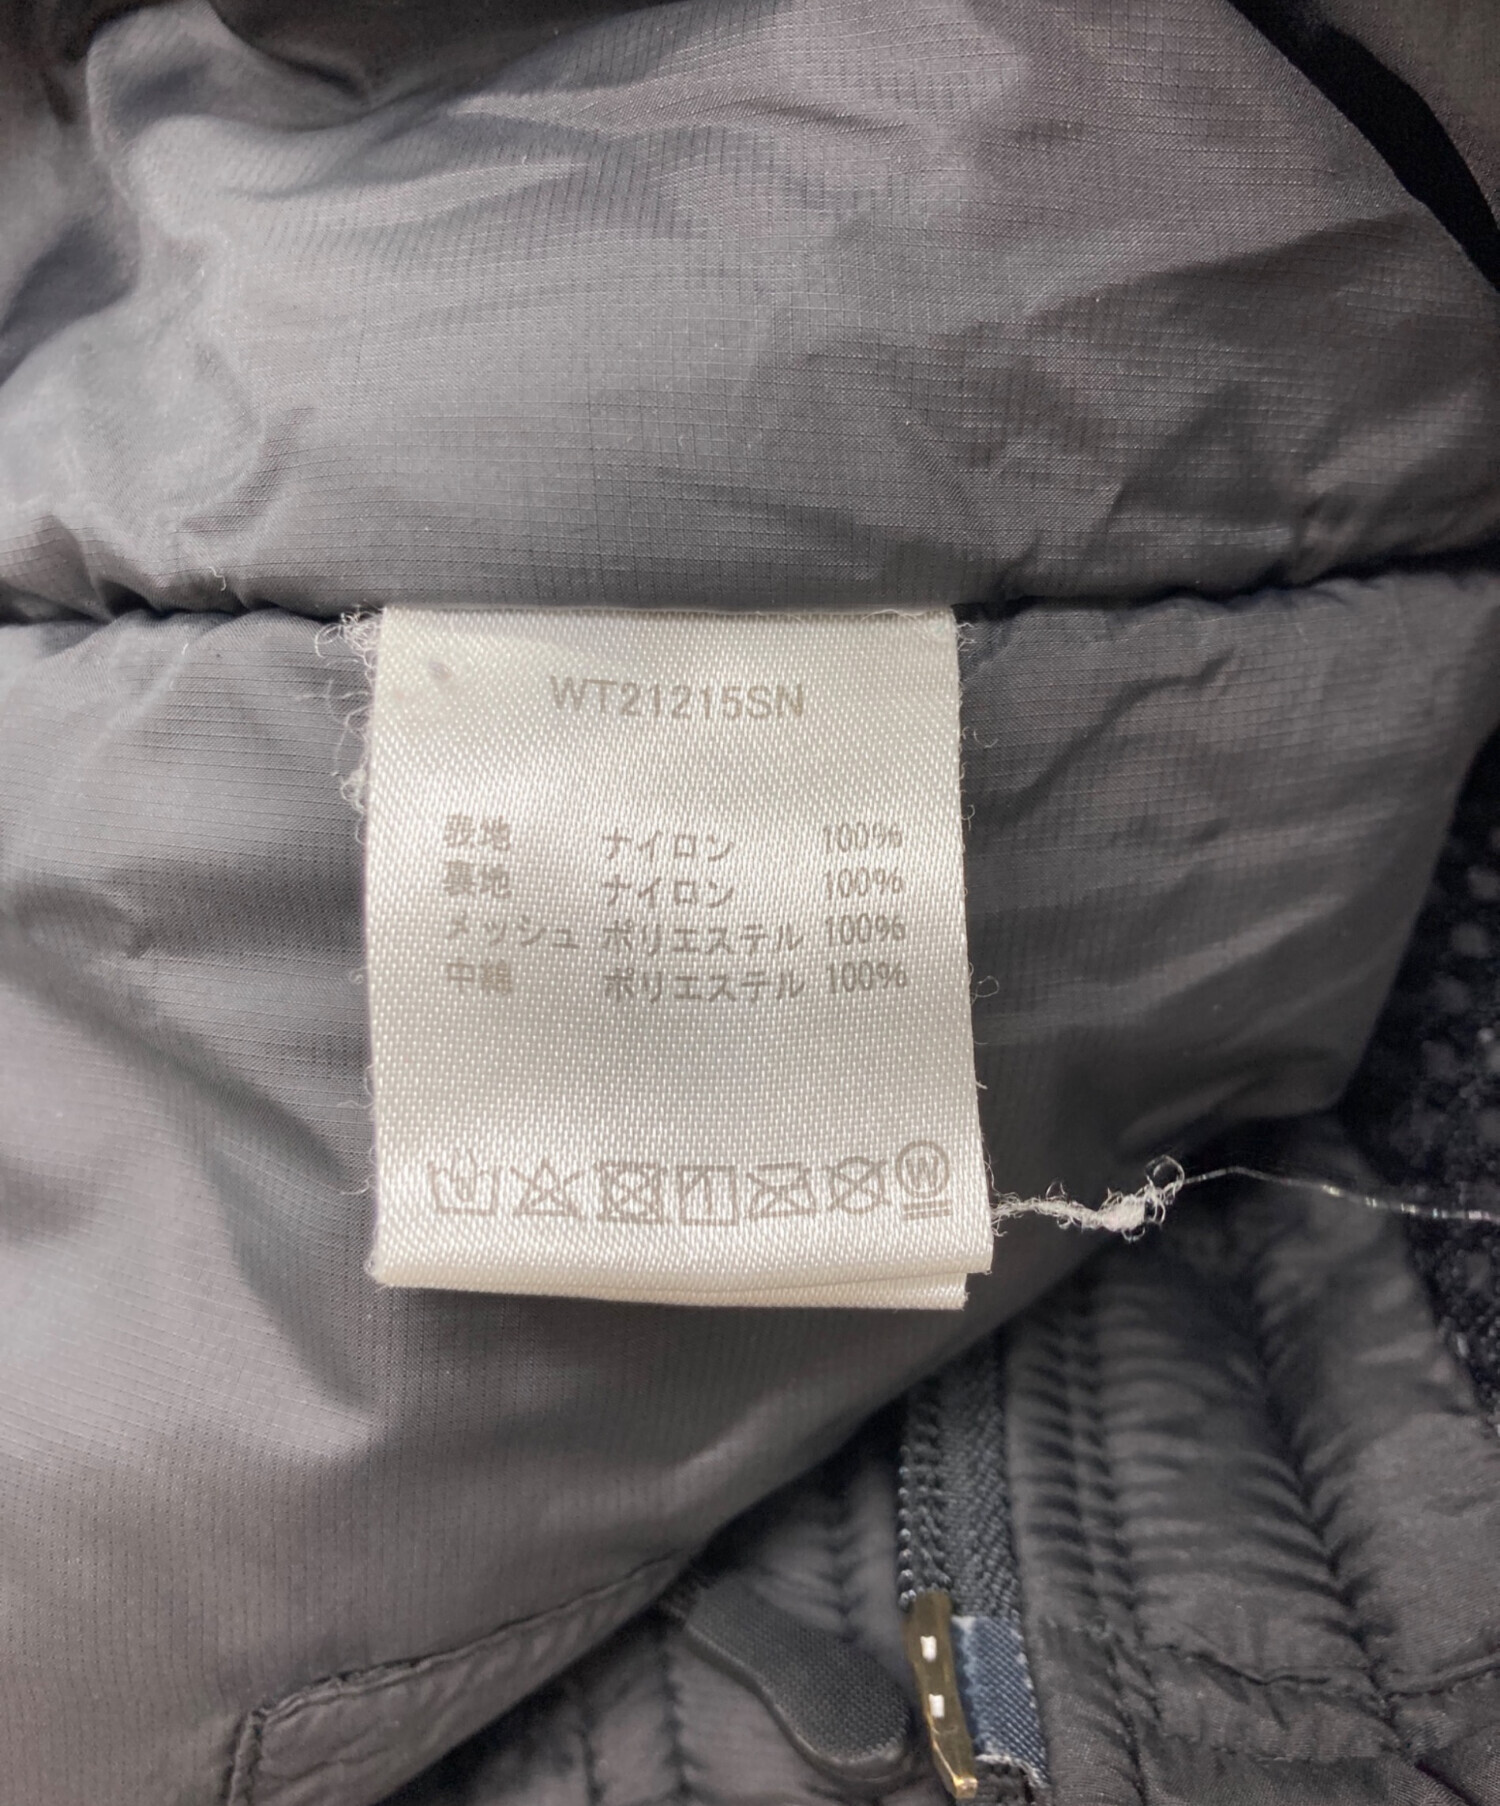 WT21215SN
表地 ナイロン 100%
裏地 ナイロン 100%
メッシュ ポリエステル 100%
中綿 ポリエステル 100%
W